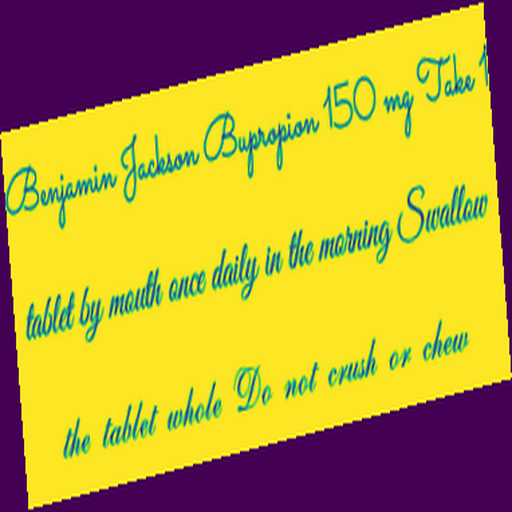 Benjamin Jackson Bupropion 150 mg Take 1
tablet by mouth once daily in the morning Swallow
the tablet whole Do not crush or chew